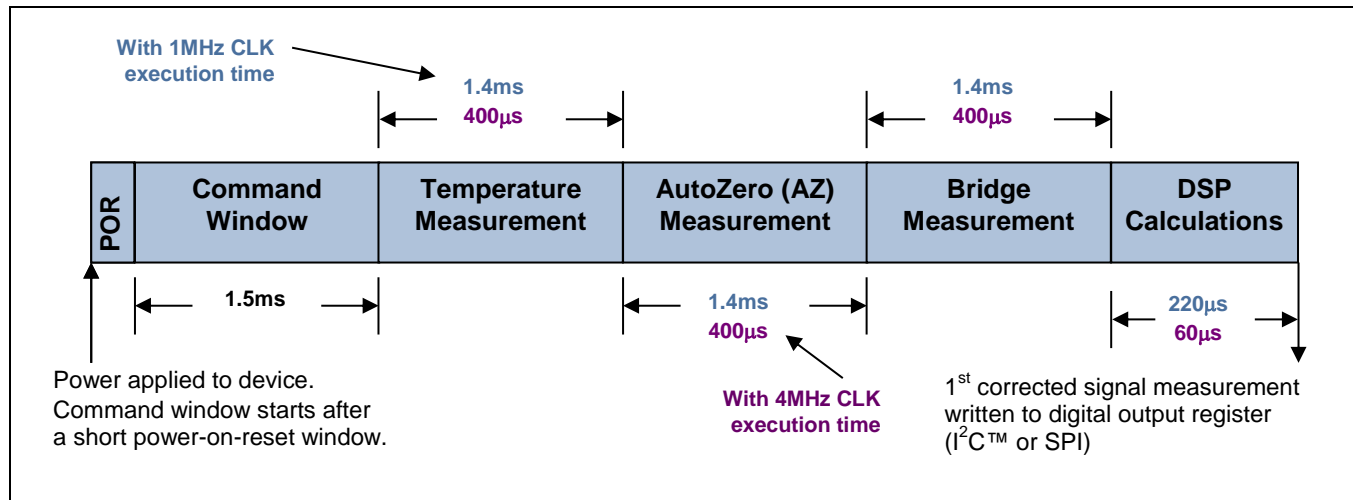 With 1MHz CLK
execution time
1.4ms
400µs
1.4ms
400µs
POR
Command
Window
Temperature
Measurement
AutoZero (AZ)
Measurement
Bridge
Measurement
DSP
Calculations
1.5ms
1.4ms
400µs
220µs
60µs
Power applied to device.
Command window starts after
a short power-on-reset window.
With 4MHz CLK
execution time
1st corrected signal measurement
written to digital output register
(I2C™ or SPI)